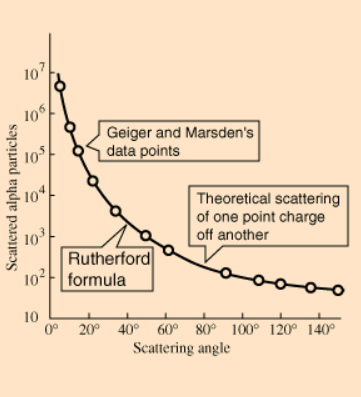 10⁷
10⁶
Geiger and Marsden's
data points
10⁵
10⁴
Theoretical scattering
of one point charge
off another
10³
Rutherford
formula
10²
10
0° 20° 40° 60° 80° 100° 120° 140°
Scattering angle
Scattered alpha particles